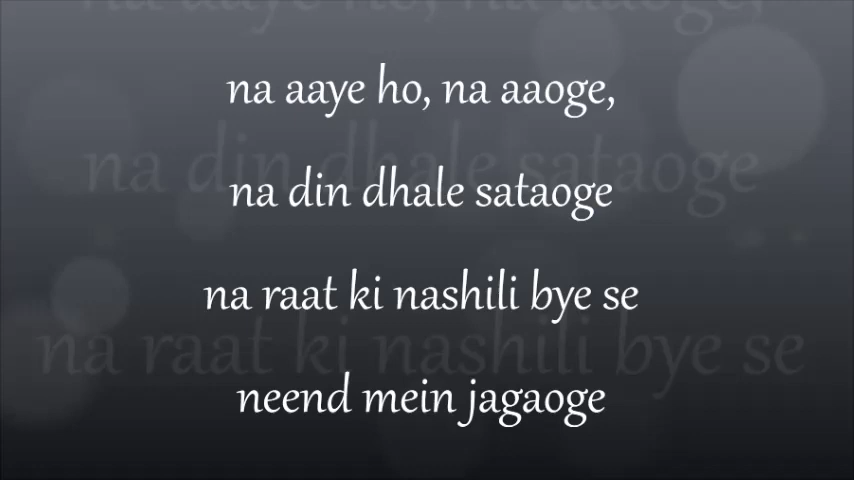 na aaye ho, na aaoge,
na din dhale sataoge
na raat ki nashili bye se
neend mein jagaoge